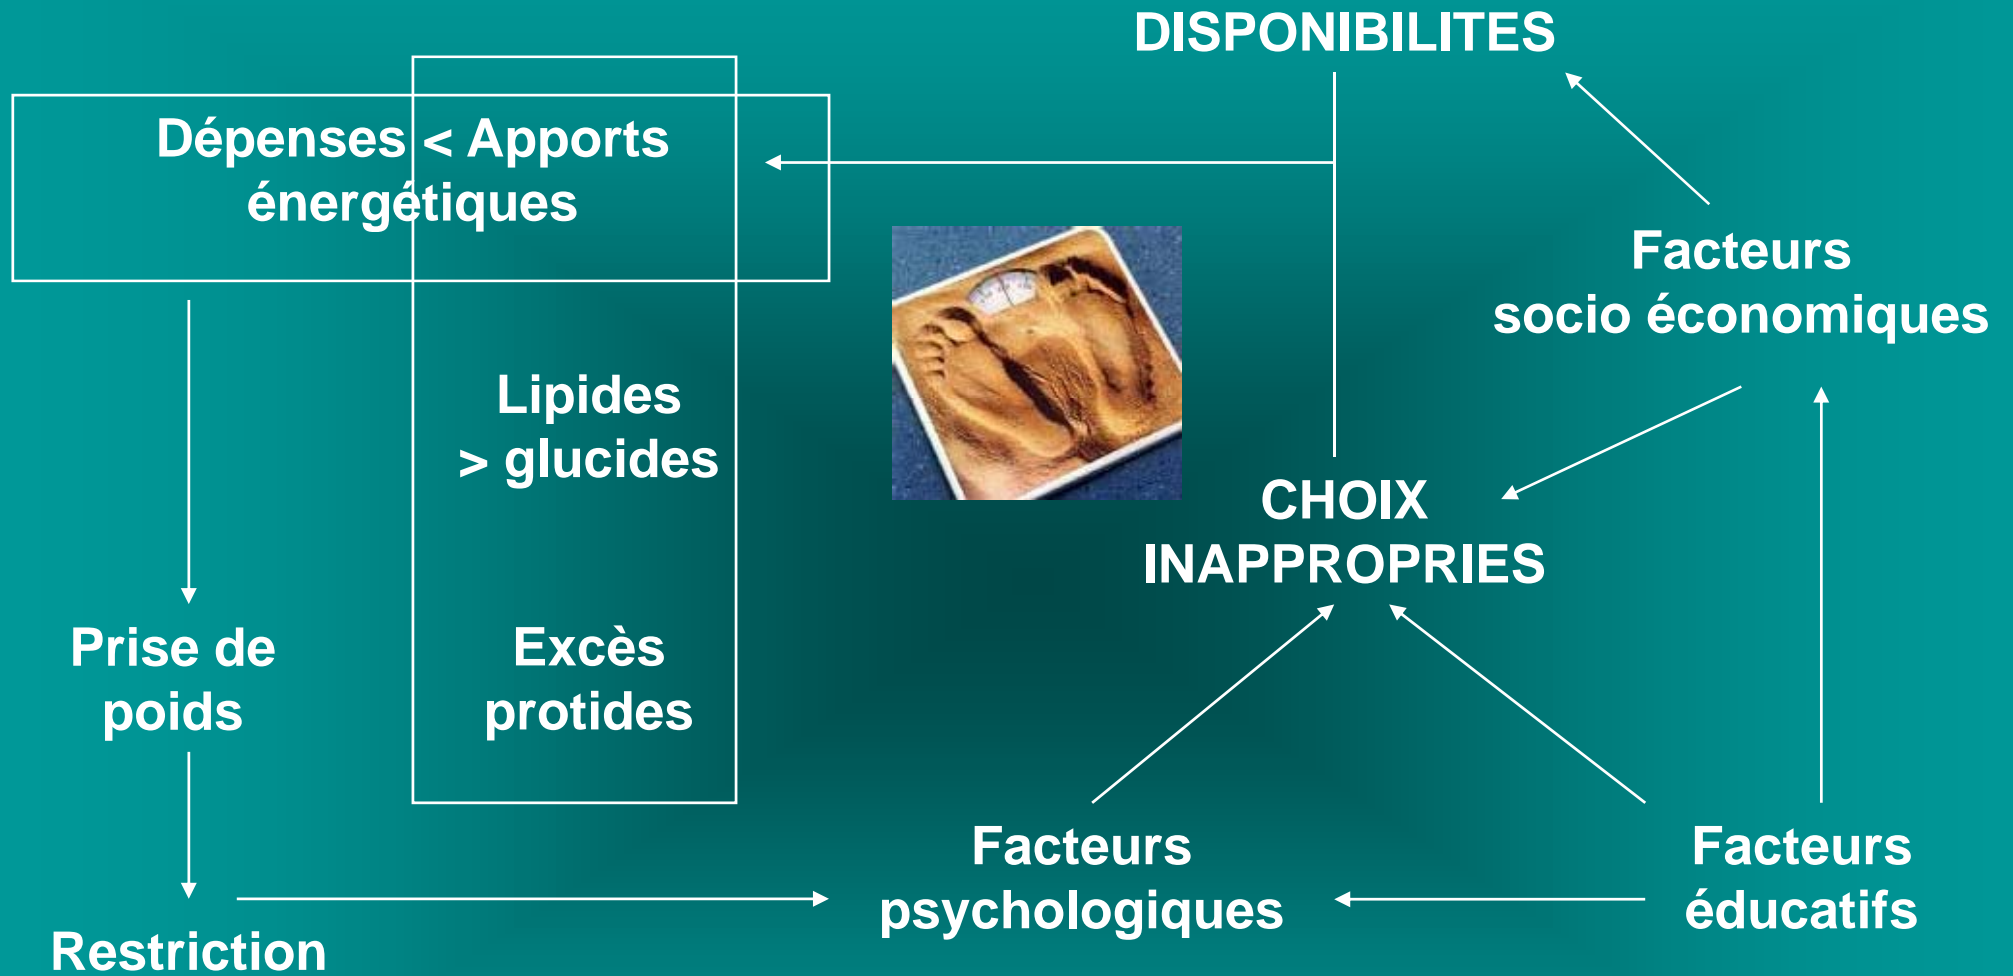 DISPONIBILITES
Dépenses < Apports
énergétiques
Facteurs
socio économiques
Lipides
> glucides
CHOIX
INAPPROPRIES
Prise de
poids
Excès
protides
Facteurs
psychologiques
Facteurs
éducatifs
Restriction